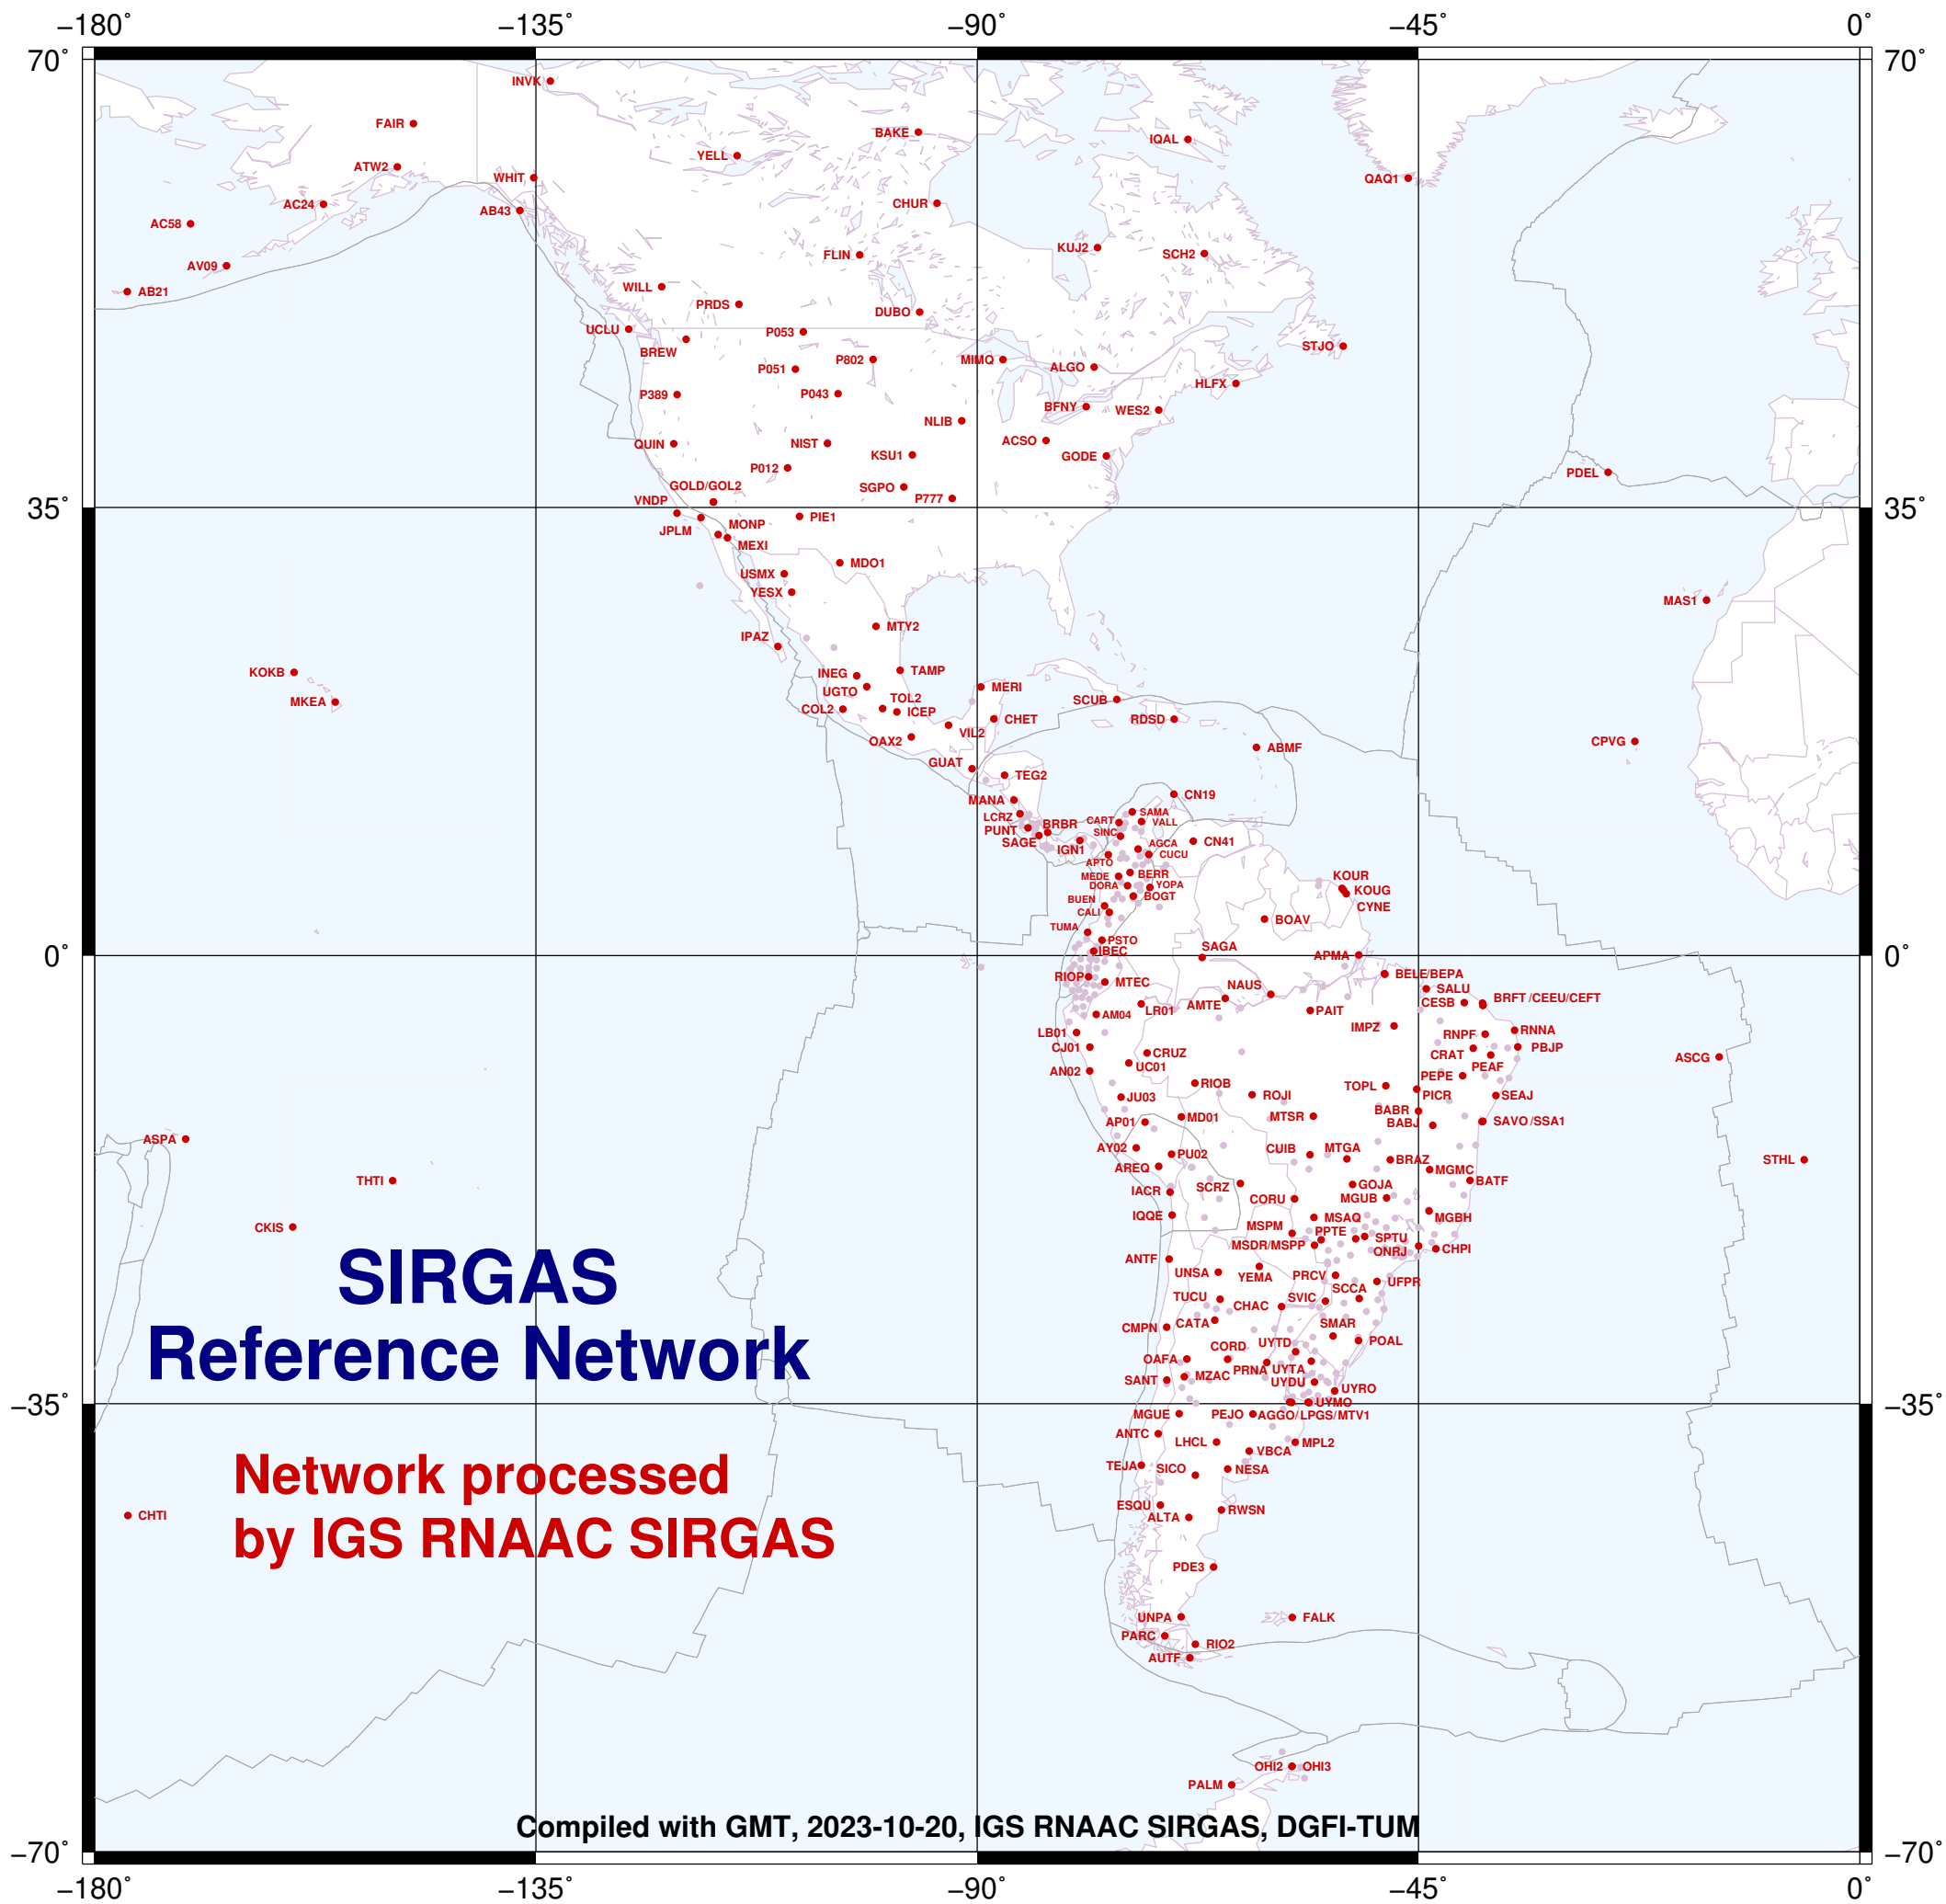 −180° −135° −90° −45° 0°
70° 70°
INVK
FAIR
BAKE
IQAL
YELL
ATW2
WHIT
QAQ1
AC24
CHUR
AB43
AC58
KUJ2
SCH2
FLIN
AV09
AB21
WILL
PRDS
DUBO
UCLU
P053
STJO
BREW
P802
MIMQ
P051
ALGO
HLFX
P389
P043
BFNY
WES2
NLIB
ACSO
QUIN
NIST
KSU1
GODE
P012
PDEL
GOLD/GOL2
SGPO
P777
VNDP
35° 35°
PIE1
MONP
JPLM
MEXI
MDO1
USMX
YESX
MAS1
MTY2
IPAZ
KOKB
INEG
TAMP
UGTO
MERI
MKEA
TOL2
SCUB
COL2
ICEP
CHET
RDSD
VIL2
OAX2
CPVG
ABMF
GUAT
TEG2
CN19
MANA
LCRZ
SAMA
CART
VALL
BRBR
PUNT
SINC
SAGE
IGN1
AGCA
CN41
APTO
CUCU
MEDE
BERR
KOUR
DORA
YOPA
KOUG
BUEN
BOGT
CYNE
CALI
BOAV
TUMA
PSTO
SAGA
IBEC
APMA
0° 0°
RIOP
MTEC
BELE/BEPA
NAUS
SALU
AMTE
CESB
BRFT /CEEU/CEFT
LR01
PAIT
AM04
IMPZ
LB01
RNPF
RNNA
CJ01
CRUZ
CRAT
PBJP
ASCG
UC01
PEAF
AN02
PEPE
RIOB
TOPL
JU03
ROJI
PICR
SEAJ
BABR
AP01
MD01
MTSR
BABJ
SAVO /SSA1
ASPA
AY02
PU02
CUIB
MTGA
BRAZ
STHL
AREQ
MGMC
THTI
BATF
IACR
SCRZ
GOJA
CORU
MGUB
IQQE
MSAQ
MGBH
CKIS
MSPM
PPTE
SPTU
MSDR/MSPP
ONRJ
CHPI
SIRGAS
ANTF
UNSA
YEMA
PRCV
UFPR
SCCA
TUCU
CHAC
SVIC
Reference Network
CMPN
CATA
SMAR
CORD
UYTD
POAL
OAFA
PRNA
UYTA
SANT
MZAC
UYDU
UYRO
−35° −35°
UYMO
MGUE
PEJO
AGGO/LPGS/MTV1
ANTC
LHCL
MPL2
VBCA
Network processed
TEJA
SICO
NESA
CHTI
ESQU
RWSN
ALTA
by IGS RNAAC SIRGAS
PDE3
UNPA
FALK
PARC
RIO2
AUTF
OHI2
OHI3
PALM
Compiled with GMT, 2023-10-20, IGS RNAAC SIRGAS, DGFI-TUM
−70° −70°
−180° −135° −90° −45° 0°